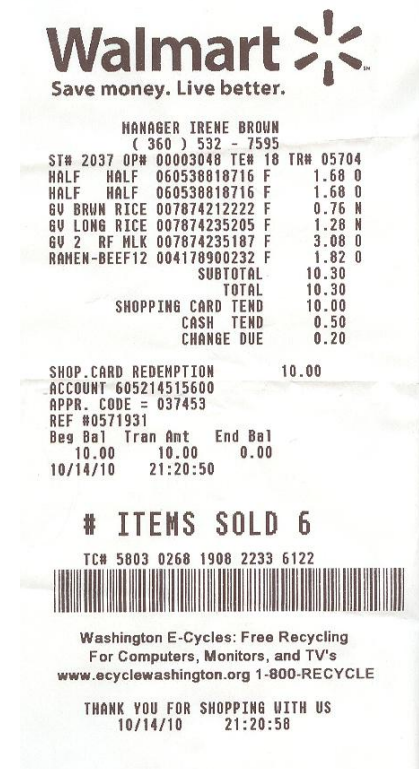 Walmart
Save money. Live better.
MANAGER IRENE BROWN
( 360 ) 532 - 7595
ST# 2037 OP# 00003048 TE# 18 TR# 05704
HALF HALF 060538818716 F 1.68 O
HALF HALF 060538818716 F 1.68 O
GV BRWN RICE 007874212222 F 0.76 N
GV LONG RICE 007874235205 F 1.28 N
GV 2 RF MLK 007874235187 F 3.08 O
RAMEN-BEEF12 004178900232 F 1.82 O
SUBTOTAL 10.30
TOTAL 10.30
SHOPPING CARD TEND 10.00
CASH TEND 0.50
CHANGE DUE 0.20
SHOP.CARD REDEMPTION 10.00
ACCOUNT 605214515600
APPR. CODE = 037453
REF #0571931
Beg Bal Tran Amt End Bal
10.00 10.00 0.00
10/14/10 21:20:50
# ITEMS SOLD 6
TC# 5803 0268 1908 2233 6122
Washington E-Cycles: Free Recycling
For Computers, Monitors, and TV's
www.ecyclewashington.org 1-800-RECYCLE
THANK YOU FOR SHOPPING WITH US
10/14/10 21:20:58